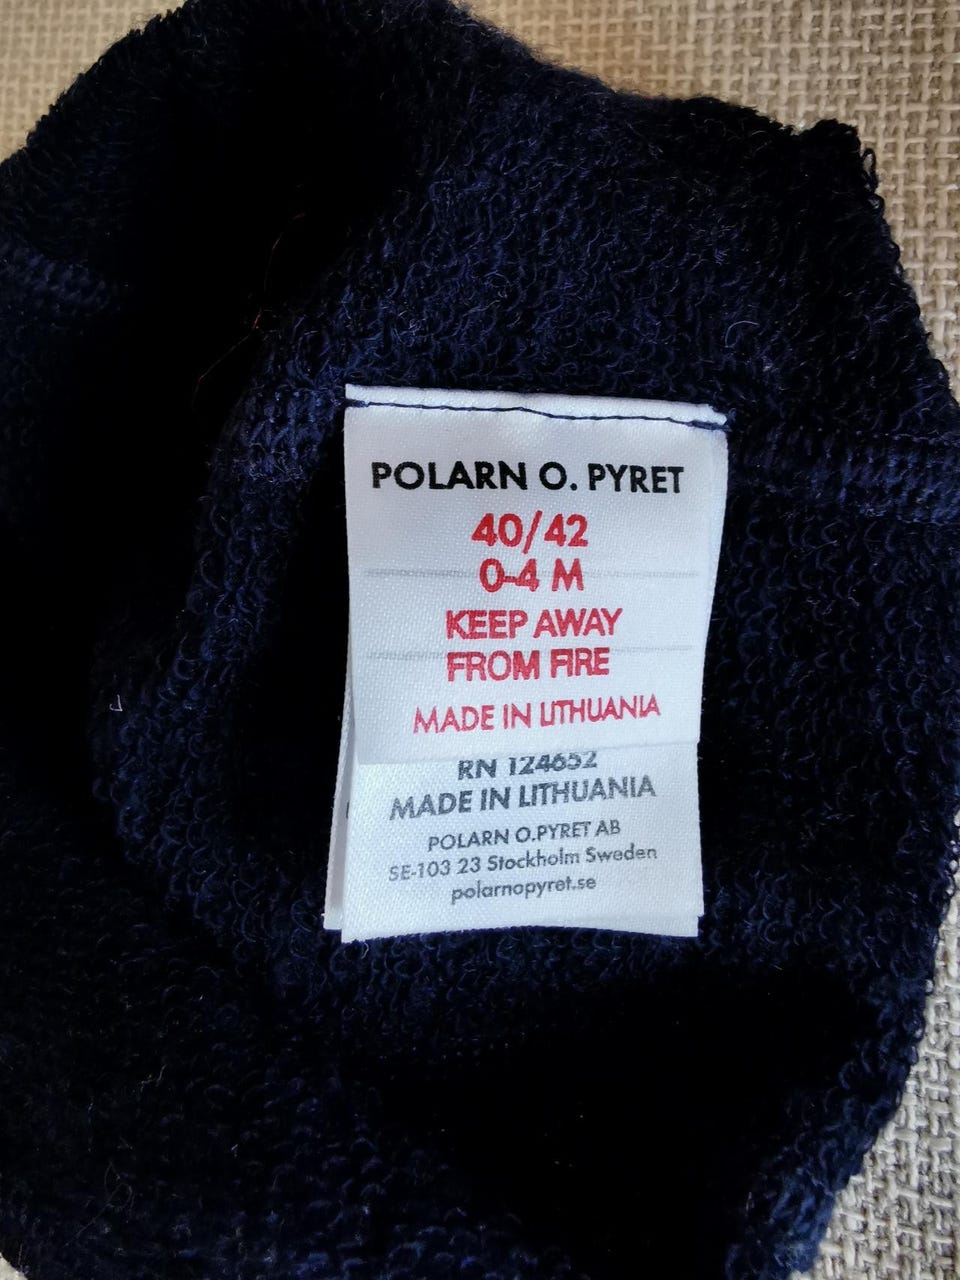 POLARN O. PYRET
40/42
0-4 M
KEEP AWAY
FROM FIRE
MADE IN LITHUANIA
RN 124652
MADE IN LITHUANIA
POLARN O.PYRET AB
SE-103 23 Stockholm Sweden
polarnopyret.se